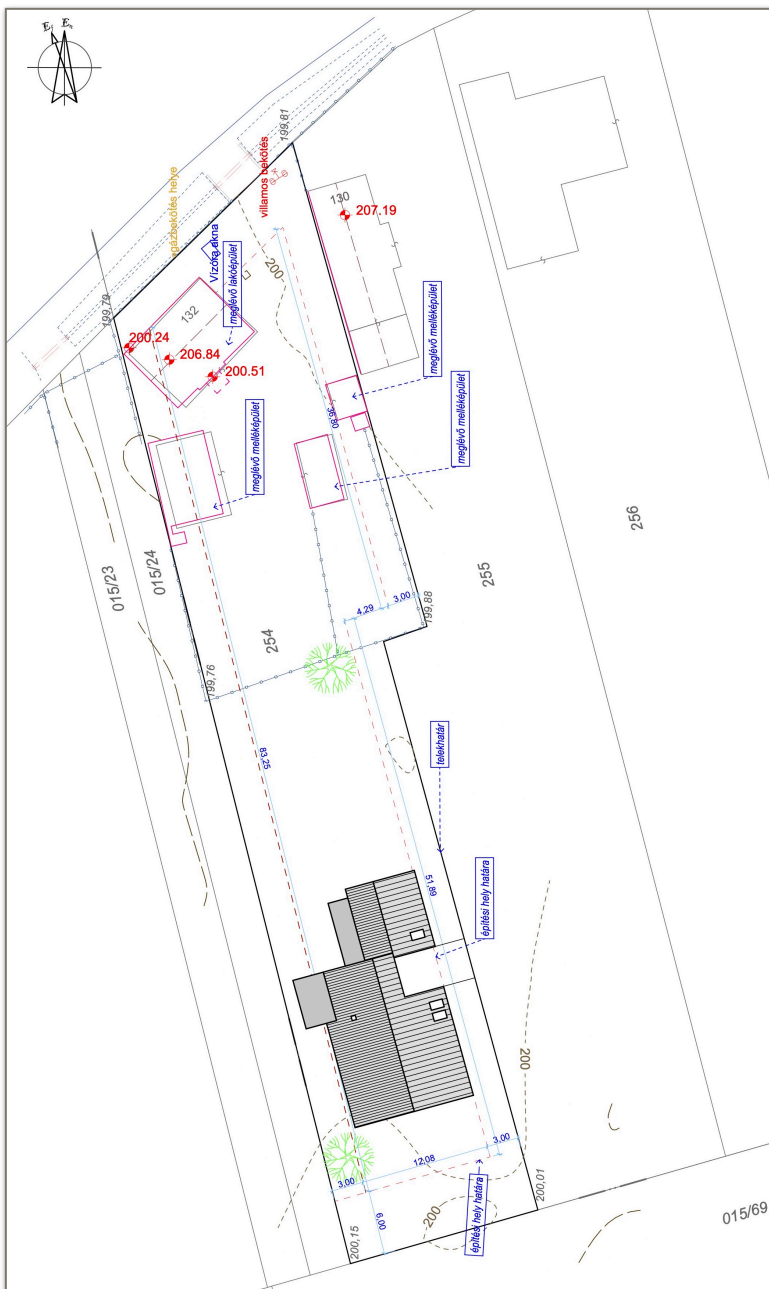 É
199,81
gázbekötés helye
villamos bekötés
130
207.19
Vízóra akna
meglévő lakóépület
200
199,79
132
200.24
206.84
200.51
meglévő melléképület
36,80
meglévő melléképület
meglévő melléképület
256
255
015/23
015/24
254
4,29
3,00
199,88
199,76
83,25
telekhatár
51,89
építési hely határa
200
3,00
12,08
3,00
6,00
200
építési hely határa
200,01
200,15
015/69